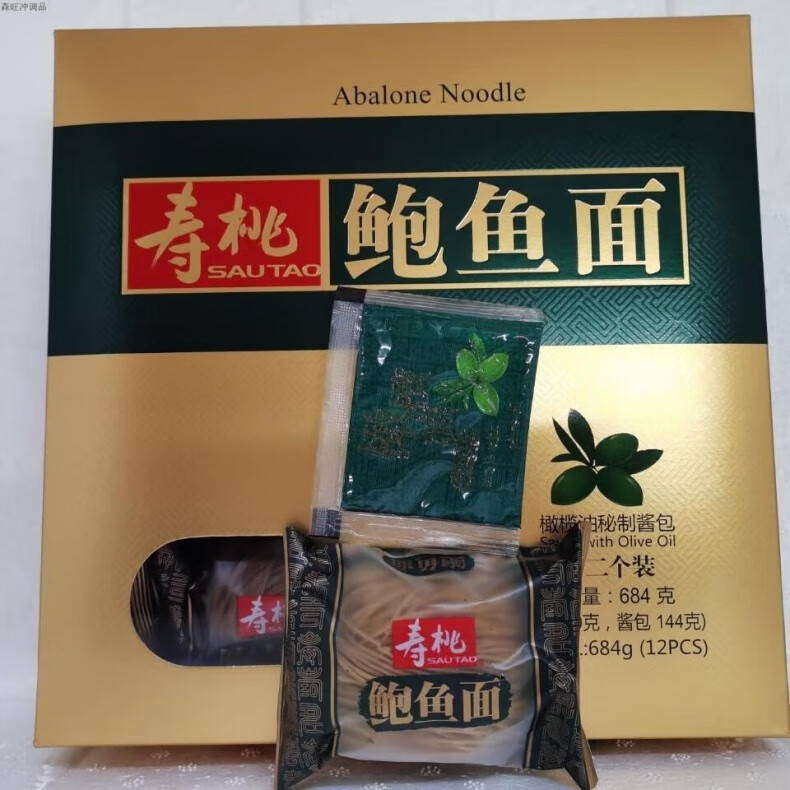 森旺冲调品
Abalone Noodle
寿桃
SAUTAO
鲍鱼面
橄榄油秘制酱包
with Olive Oil
二个装
量：684 克
克，酱包 144克)
.:684g (12PCS)
寿桃
寿桃
SAUTAO
鲍鱼面